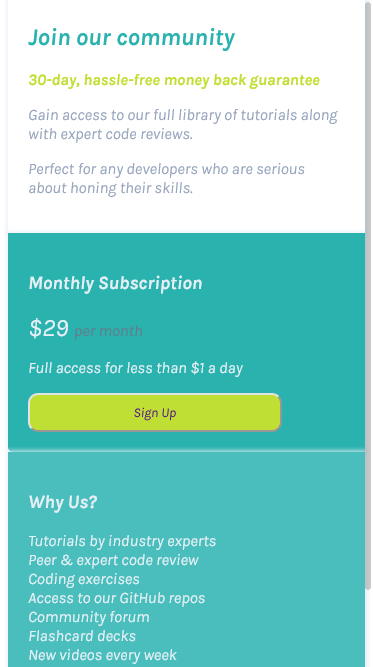 Join our community
30-day, hassle-free money back guarantee
Gain access to our full library of tutorials along
with expert code reviews.
Perfect for any developers who are serious
about honing their skills.
Monthly Subscription
$29 per month
Full access for less than $1 a day
Sign Up
Why Us?
Tutorials by industry experts
Peer & expert code review
Coding exercises
Access to our GitHub repos
Community forum
Flashcard decks
New videos every week